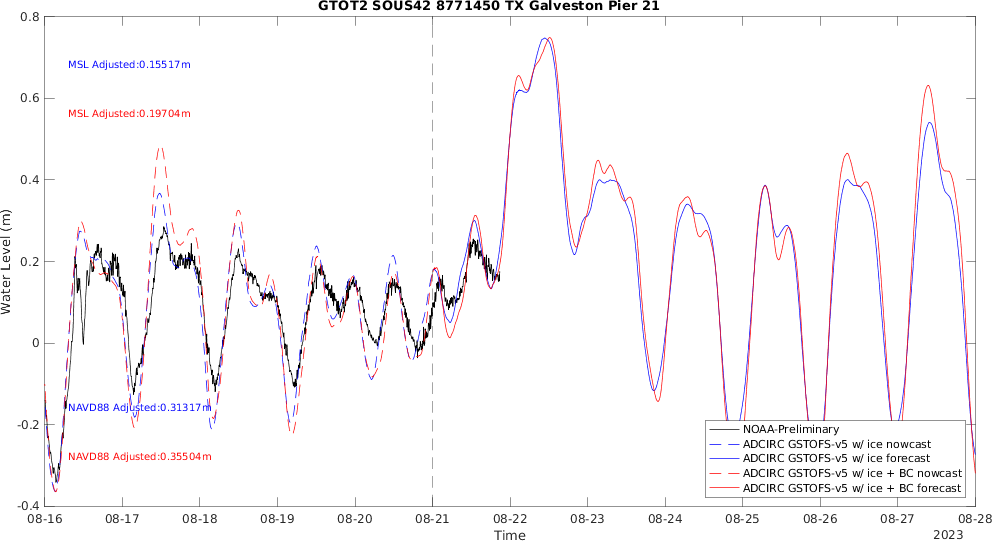 GTOT2 SOUS42 8771450 TX Galveston Pier 21
0.8
0.6
0.4
0.2
0
-0.2
-0.4
Water Level (m)
MSL Adjusted:0.15517m
MSL Adjusted:0.19704m
NAVD88 Adjusted:0.31317m
NAVD88 Adjusted:0.35504m
NOAA-Preliminary
ADCIRC GSTOFS-v5 w/ ice nowcast
ADCIRC GSTOFS-v5 w/ ice forecast
ADCIRC GSTOFS-v5 w/ ice + BC nowcast
ADCIRC GSTOFS-v5 w/ ice + BC forecast
08-16 08-17 08-18 08-19 08-20 08-21 08-22 08-23 08-24 08-25 08-26 08-27 08-28
Time
2023